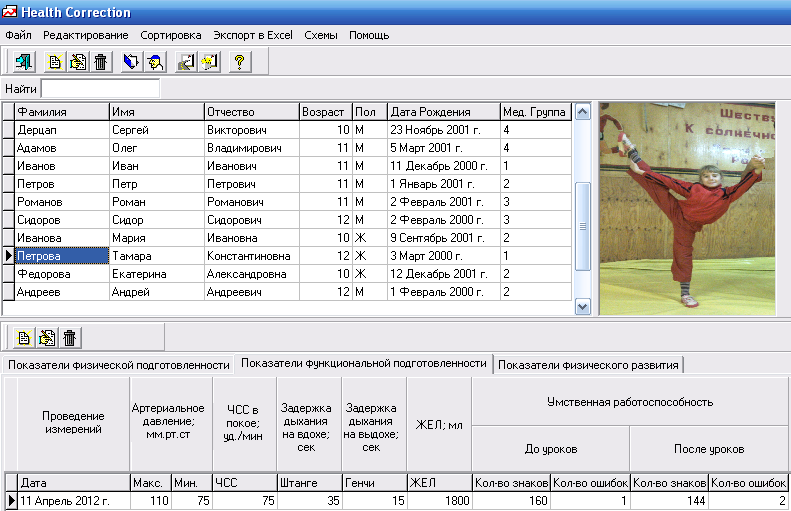 Health Correction
Файл Редактирование Сортировка Экспорт в Excel Схемы Помощь
Найти
Фамилия Имя Отчество Возраст Пол Дата Рождения Мед. Группа
Дерцап Сергей Викторович 10 М 23 Ноябрь 2001 г. 4
Адамов Олег Владимирович 11 М 5 Март 2001 г. 4
Иванов Иван Иванович 11 М 11 Декабрь 2000 г. 1
Петров Петр Петрович 11 М 1 Январь 2001 г. 2
Романов Роман Романович 11 М 2 Февраль 2001 г. 3
Сидоров Сидор Сидорович 12 М 2 Февраль 2000 г. 3
Иванова Мария Ивановна 10 Ж 9 Сентябрь 2001 г. 2
Петрова Тамара Константиновна 12 Ж 3 Март 2000 г. 1
Федорова Екатерина Александровна 10 Ж 12 Декабрь 2001 г. 2
Андреев Андрей Андреевич 12 М 1 Февраль 2000 г. 2
Шеств
К солнечно
Показатели физической подготовленности Показатели функциональной подготовленности Показатели физического развития
Проведение
измерений
Артериальное
давление;
мм.рт.ст
ЧСС в
покое;
уд./мин
Задержка
дыхания
на вдохе;
сек
Задержка
дыхания
на выдохе;
сек
ЖЕЛ; мл
Умственная работоспособность
До уроков После уроков
Дата Макс. Мин. ЧСС Штанге Генчи ЖЕЛ Кол-во знаков Кол-во ошибок Кол-во знаков Кол-во ошибок
11 Апрель 2012 г. 110 75 75 35 15 1800 160 1 144 2